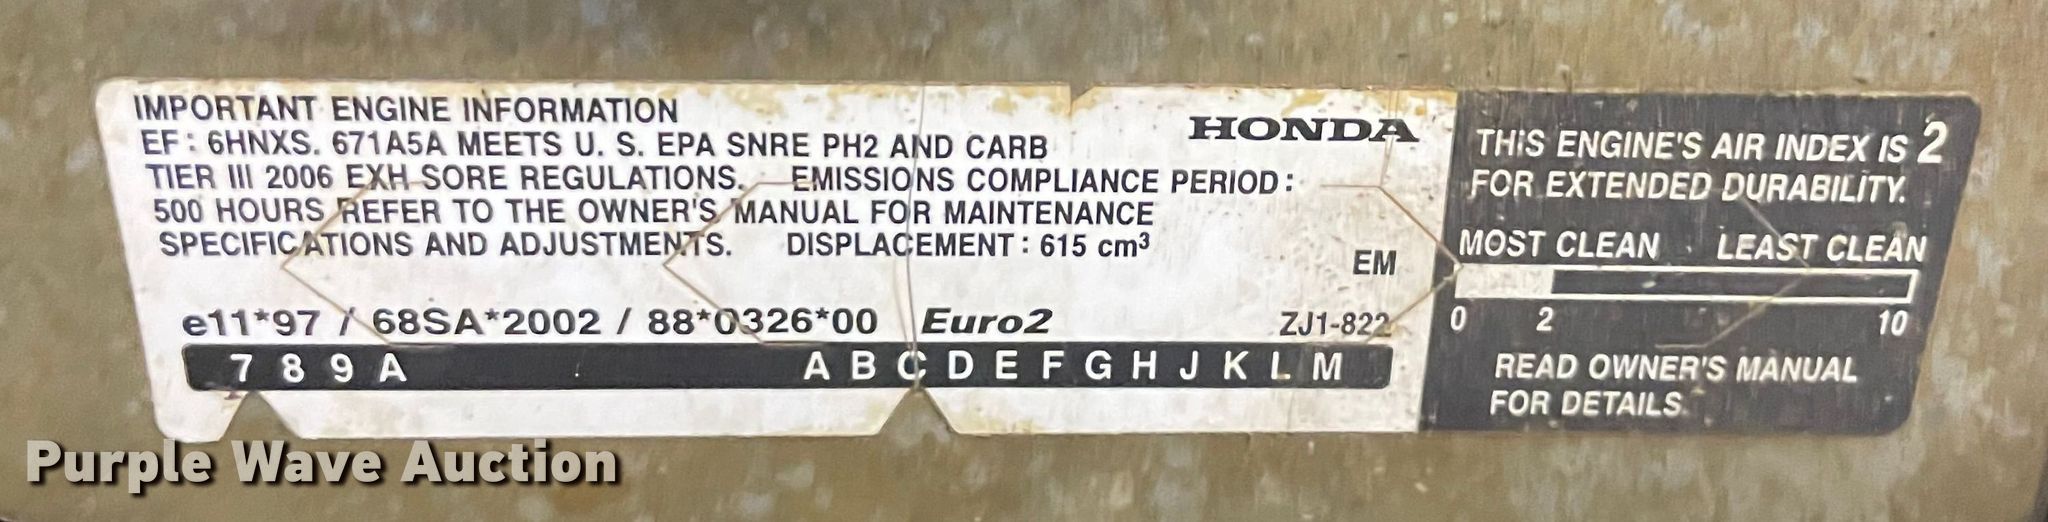 IMPORTANT ENGINE INFORMATION
EF: 6HNXS. 671A5A MEETS U. S. EPA SNRE PH2 AND CARB
TIER III 2006 EXH SORE REGULATIONS. EMISSIONS COMPLIANCE PERIOD:
500 HOURS REFER TO THE OWNER'S MANUAL FOR MAINTENANCE
SPECIFICATIONS AND ADJUSTMENTS. DISPLACEMENT: 615 cm³
HONDA
EM
e11*97 / 68SA*2002 / 88*0326*00 Euro2
ZJ1-822
7 8 9 A A B C D E F G H J K L M
THIS ENGINE'S AIR INDEX IS 2
FOR EXTENDED DURABILITY.
MOST CLEAN LEAST CLEAN
0 2 10
READ OWNER'S MANUAL
FOR DETAILS.
Purple Wave Auction